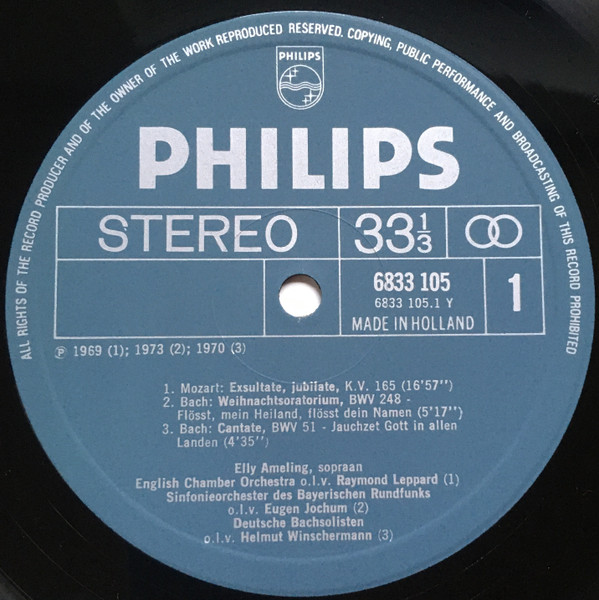 ALL RIGHTS OF THE RECORD PRODUCER AND OF THE OWNER OF THE WORK REPRODUCED RESERVED. COPYING, PUBLIC PERFORMANCE AND BROADCASTING OF THIS RECORD PROHIBITED
PHILIPS
PHILIPS
STEREO 33⅓
6833 105
6833 105.1 Y
1
MADE IN HOLLAND
℗ 1969 (1); 1973 (2); 1970 (3)
1. Mozart: Exsultate, jubilate, K.V. 165 (16'57'')
2. Bach: Weihnachtsoratorium, BWV 248 -
Flösst, mein Heiland, flösst dein Namen (5'17'')
3. Bach: Cantate, BWV 51 - Jauchzet Gott in allen
Landen (4'35'')
Elly Ameling, sopraan
English Chamber Orchestra o.l.v. Raymond Leppard (1)
Sinfonieorchester des Bayerischen Rundfunks
o.l.v. Eugen Jochum (2)
Deutsche Bachsolisten
o.l.v. Helmut Winschermann (3)